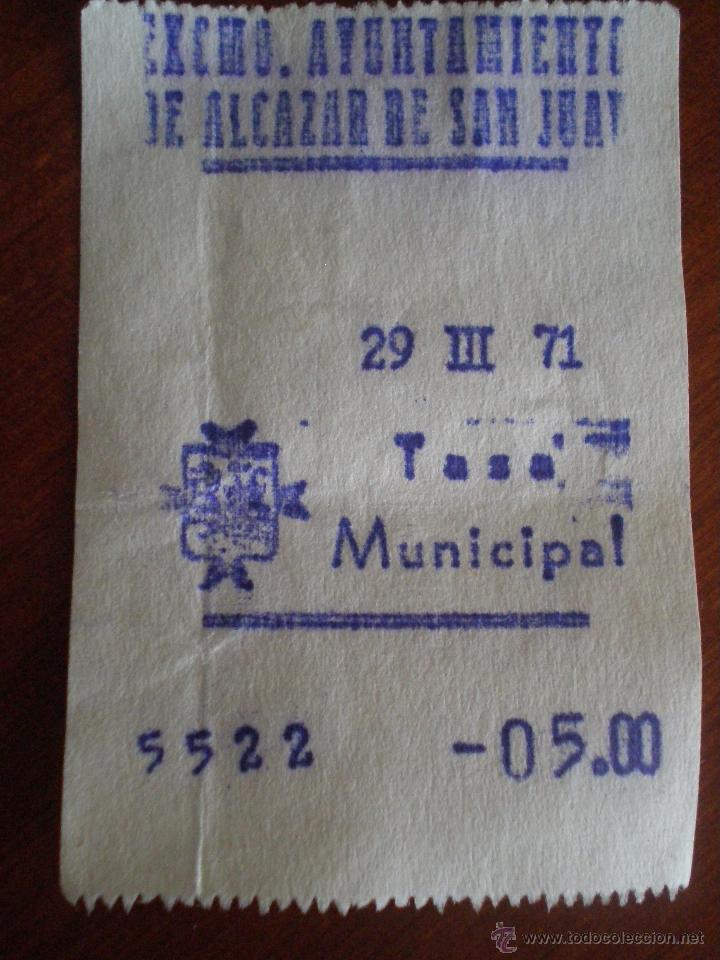 EXCMO. AYUNTAMIENTO
DE ALCAZAR DE SAN JUAN
29 III 71
Tasa
Municipal
5522 -05.00
www.todocoleccion.net